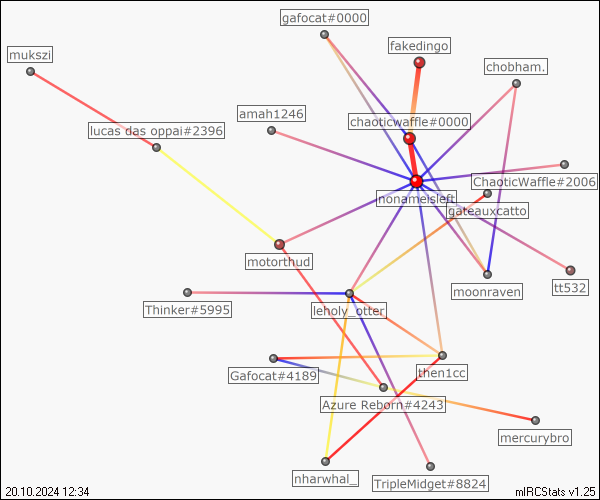 gafocat#0000
fakedingo
mukszi
chobham.
amah1246
chaoticwaffle#0000
lucas das oppai#2396
ChaoticWaffle#2006
nonameisleft
gateauxcatto
motorthud
tt532
moonraven
Thinker#5995
leholy_otter
then1cc
Gafocat#4189
Azure Reborn#4243
mercurybro
nharwhal_
TripleMidget#8824
20.10.2024 12:34
mIRCStats v1.25